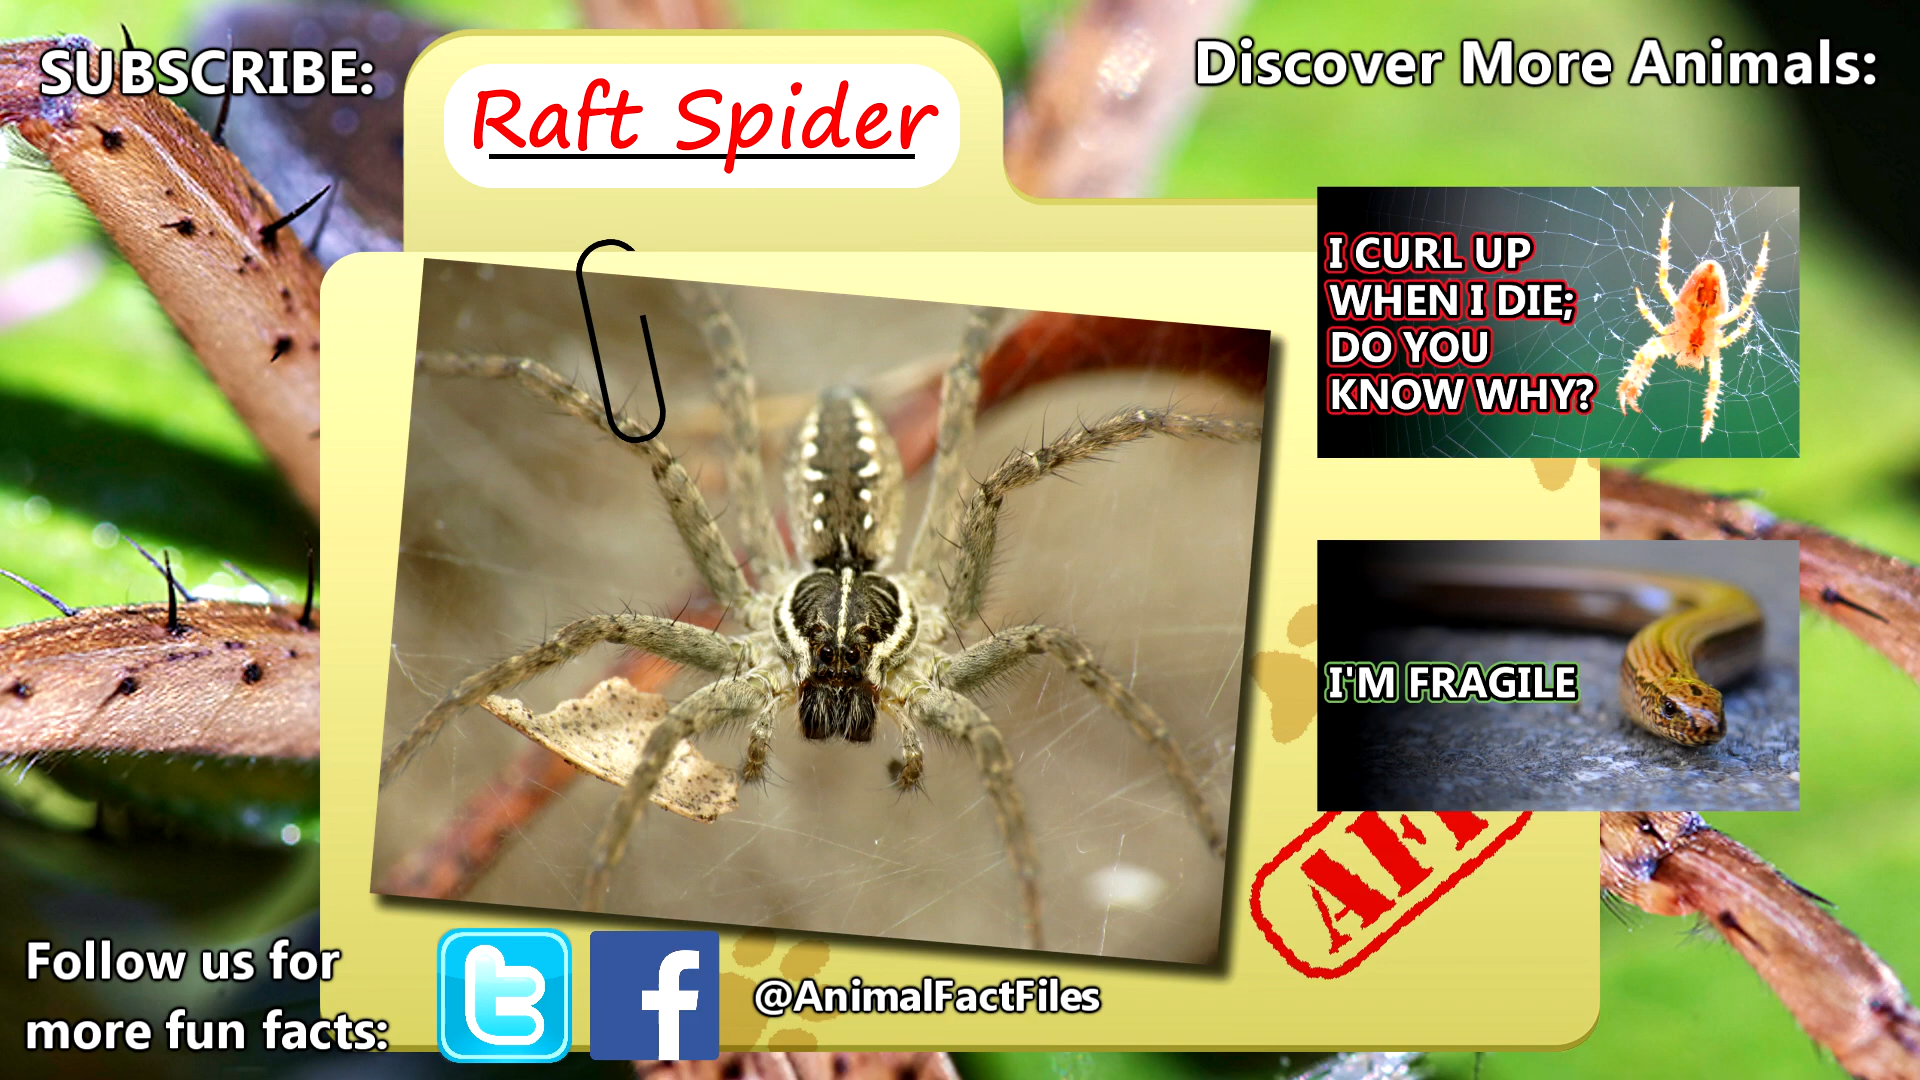 SUBSCRIBE:
Raft Spider
Discover More Animals:
I CURL UP
WHEN I DIE;
DO YOU
KNOW WHY?
I'M FRAGILE
AFF
Follow us for
more fun facts:
@AnimalFactFiles